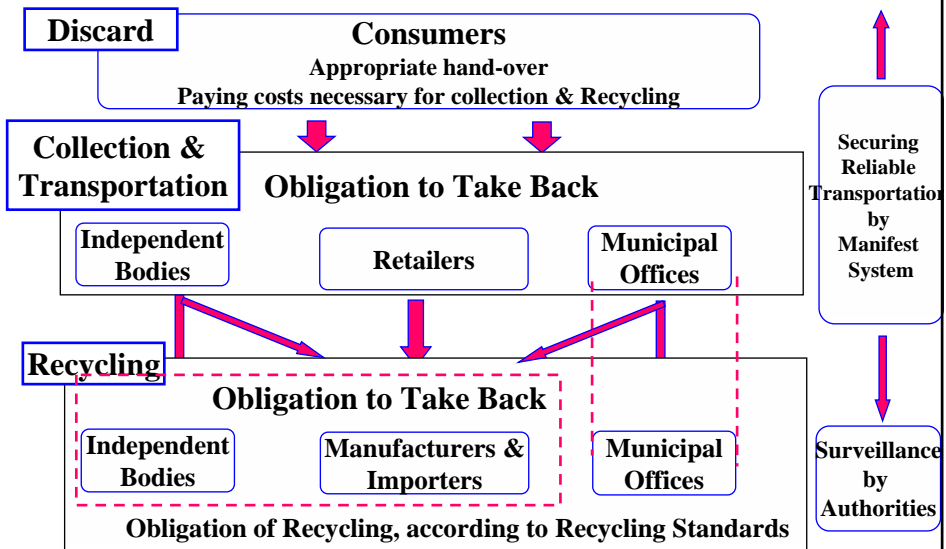 Discard
Consumers
Appropriate hand-over
Paying costs necessary for collection & Recycling
Collection &
Transportation
Obligation to Take Back
Independent
Bodies
Retailers
Municipal
Offices
Securing
Reliable
Transportation
by
Manifest
System
Recycling
Obligation to Take Back
Independent
Bodies
Manufacturers &
Importers
Municipal
Offices
Obligation of Recycling, according to Recycling Standards
Surveillance
by
Authorities